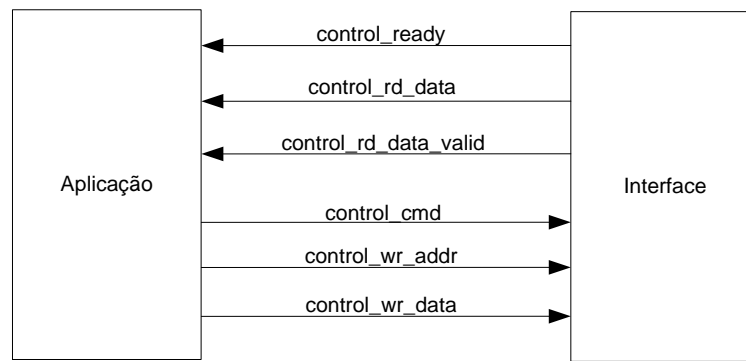 control_ready
control_rd_data
control_rd_data_valid
Aplicação
Interface
control_cmd
control_wr_addr
control_wr_data